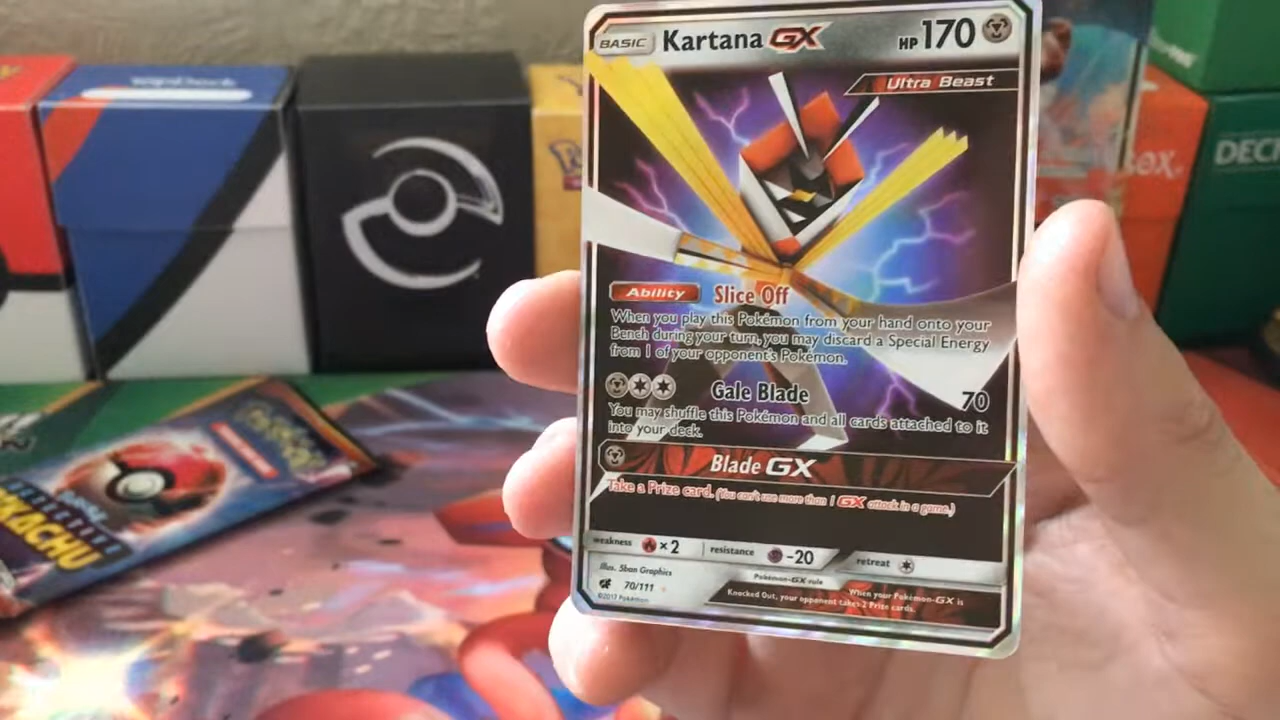 BASIC Kartana GX HP 170
Ultra Beast
Ability Slice Off
When you play this Pokémon from your hand onto your
Bench during your turn, you may discard a Special Energy
from 1 of your opponent's Pokémon.
Gale Blade 70
You may shuffle this Pokémon and all cards attached to it
into your deck.
Blade GX
Take a Prize card. (You can't use more than 1 GX attack in a game.)
weakness ×2 resistance -20 retreat
Illus. 5ban Graphics
70/111
©2017 Pokémon
Pokémon-GX rule
When your Pokémon-GX is
Knocked Out, your opponent takes 2 Prize cards.
DETECTIVE
PIKACHU
DEC